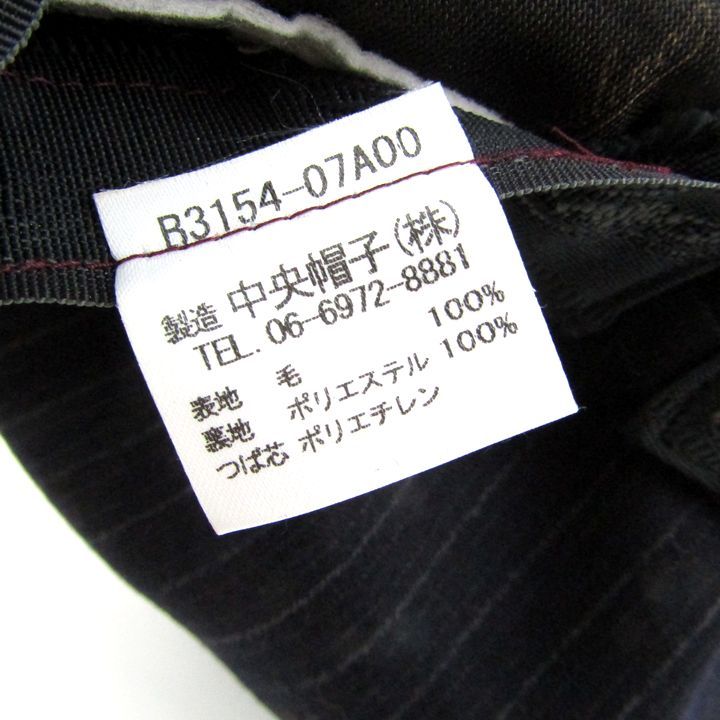 B3154-07A00
製造 中央帽子(株)
TEL. 06-6972-8881
表地 毛 100%
裏地 ポリエステル 100%
つば芯 ポリエチレン